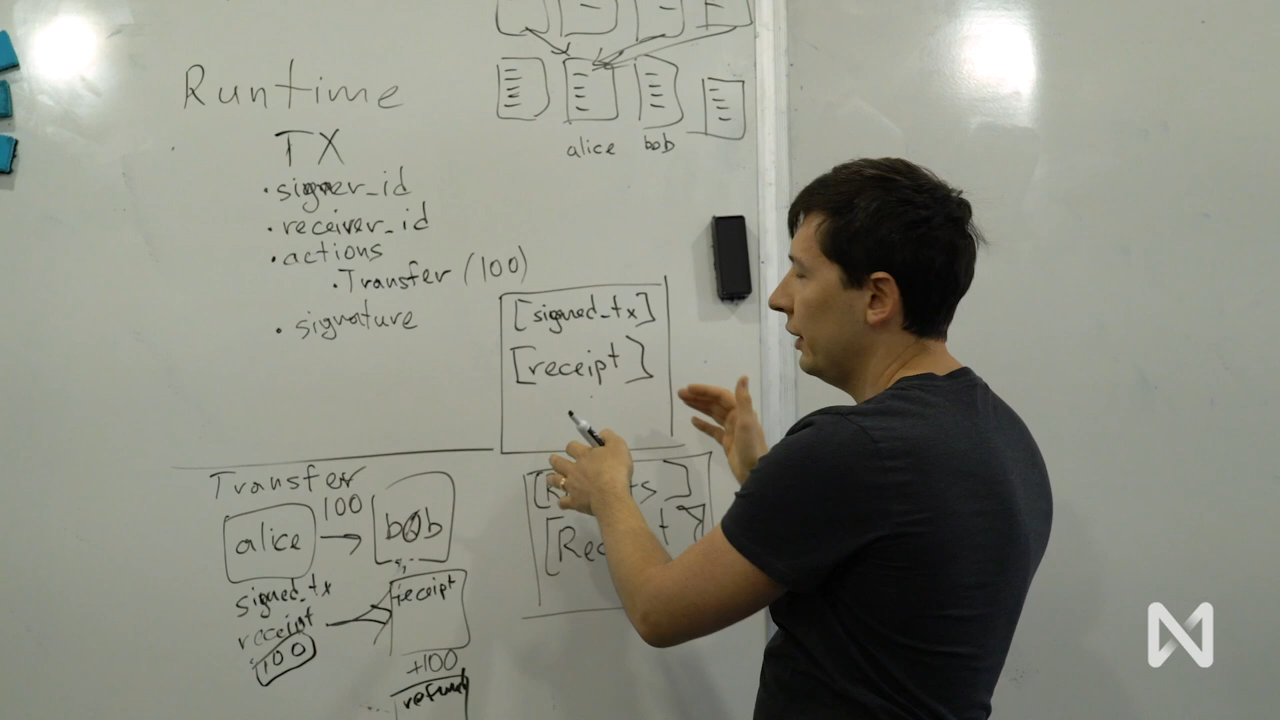 Runtime
TX
alice bob
• signer_id
• receiver_id
• actions
• Transfer (100)
• signature
[signed_tx]
[receipt]
Transfer
100
alice
bob
signed_tx
receipt
100
receipt
+100
refund